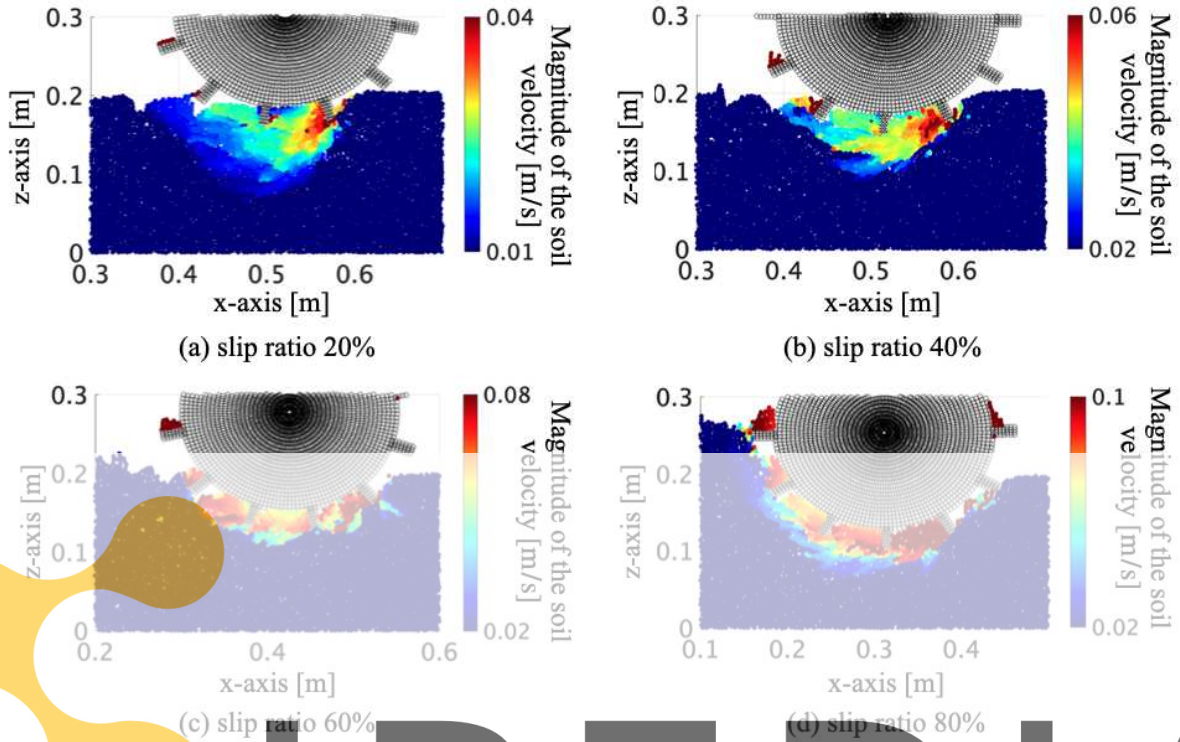 0.3
0.2
0.1
0
0.3 0.4 0.5 0.6
z-axis [m]
x-axis [m]
0.04
0.01
Magnitude of the soil
velocity [m/s]
(a) slip ratio 20%
0.3
0.2
0.1
0
0.3 0.4 0.5 0.6
z-axis [m]
x-axis [m]
0.06
0.02
Magnitude of the soil
velocity [m/s]
(b) slip ratio 40%
0.3
0.2
0.1
0
0.2 0.4 0.6
z-axis [m]
x-axis [m]
0.08
0.02
Magnitude of the soil
velocity [m/s]
(c) slip ratio 60%
0.3
0.2
0.1
0
0.1 0.2 0.3 0.4
z-axis [m]
x-axis [m]
0.1
0.02
Magnitude of the soil
velocity [m/s]
(d) slip ratio 80%